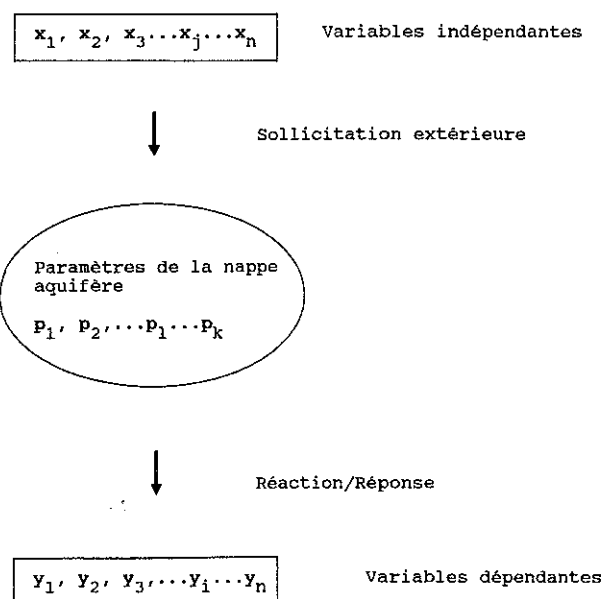 x₁, x₂, x₃...xⱼ...xₙ Variables indépendantes
Sollicitation extérieure
Paramètres de la nappe
aquifère
p₁, p₂,...p₁...pₖ
Réaction/Réponse
y₁, y₂, y₃,...yᵢ...yₙ Variables dépendantes